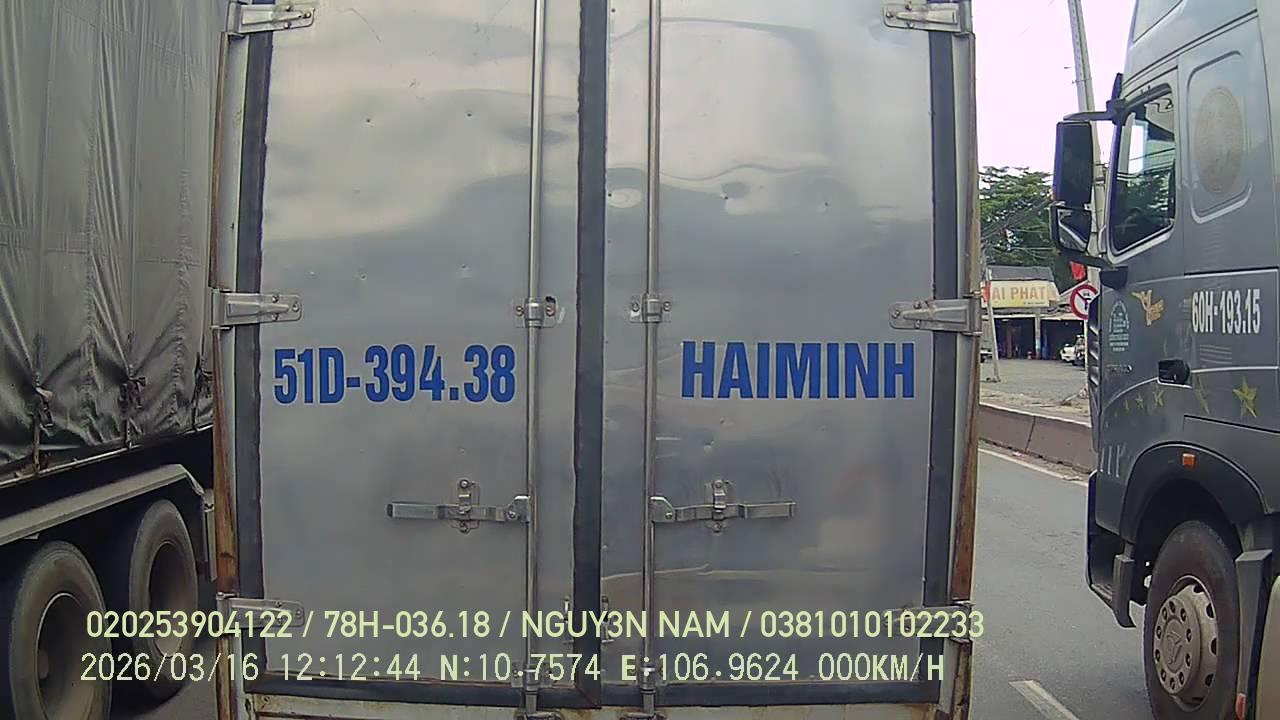 AI PHAT
60H-193.15
51D-394.38
HAIMINH
020253904122 / 78H-036.18 / NGUY3N NAM / 0381010102233
2026/03/16 12:12:44 N:10.7574 E:106.9624 000KM/H